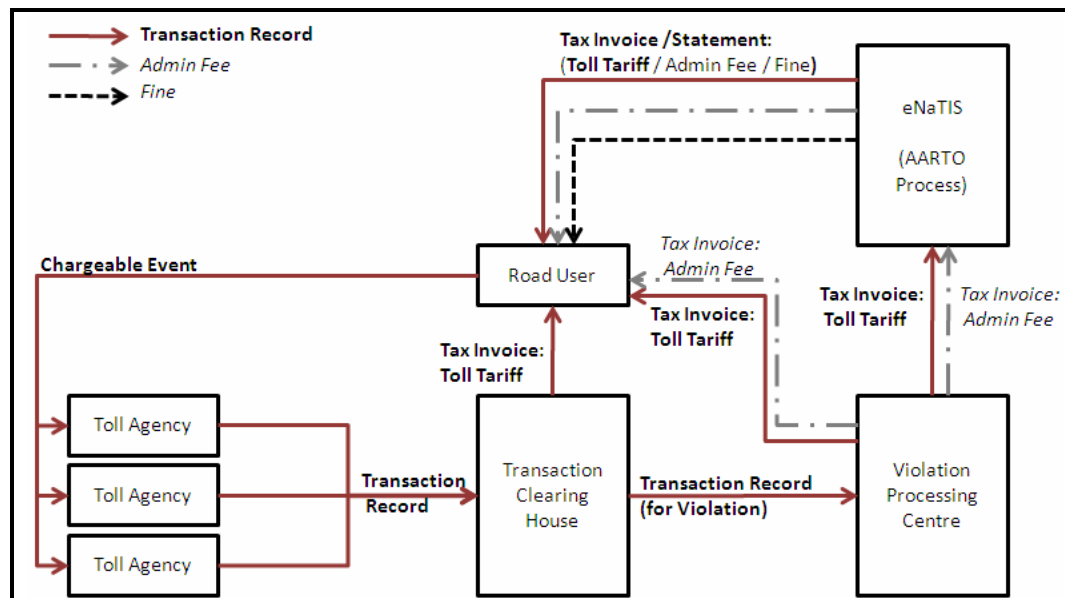 Transaction Record
Admin Fee
Fine
Tax Invoice /Statement:
(Toll Tariff / Admin Fee / Fine)
eNaTIS
(AARTO
Process)
Chargeable Event
Road User
Tax Invoice:
Admin Fee
Tax Invoice:
Toll Tariff
Tax Invoice:
Toll Tariff
Tax Invoice:
Admin Fee
Tax Invoice:
Toll Tariff
Toll Agency
Toll Agency
Toll Agency
Transaction
Record
Transaction
Clearing
House
Transaction Record
(for Violation)
Violation
Processing
Centre